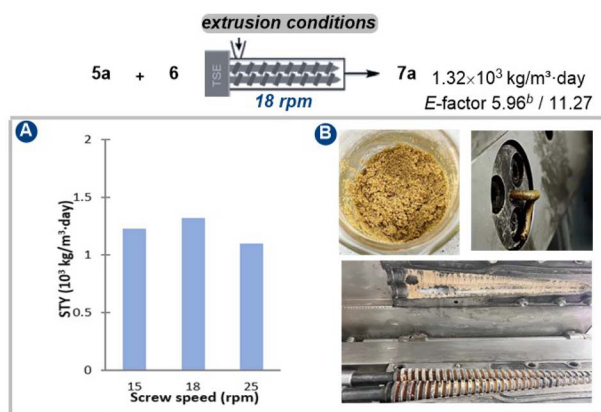 extrusion conditions
5a + 6 TSE 7a 1.32×10³ kg/m³·day
18 rpm E-factor 5.96ᵇ / 11.27
A B
2
1.5
1
0.5
0
STY (10³ kg/m³·day)
15 18 25
Screw speed (rpm)